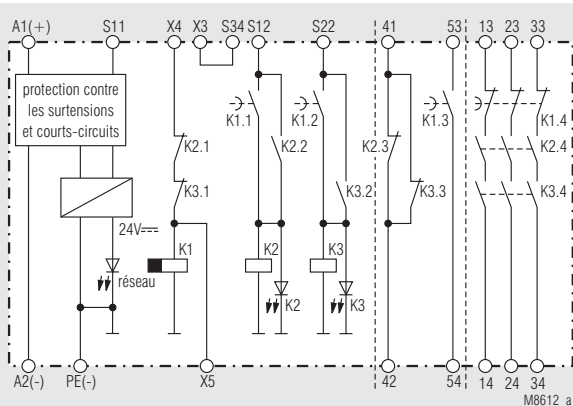 A1(+) S11 X4 X3 S34 S12 S22 41 53 13 23 33
protection contre
les surtensions
et courts-circuits
K1.1 K1.2 K1.3 K1.4
K2.1 K2.2 K2.3 K2.4
K3.1 K3.2 K3.3 K3.4
24V
K1 K2 K3
réseau
K2 K3
A2(-) PE(-) X5 42 54 14 24 34
M8612_a